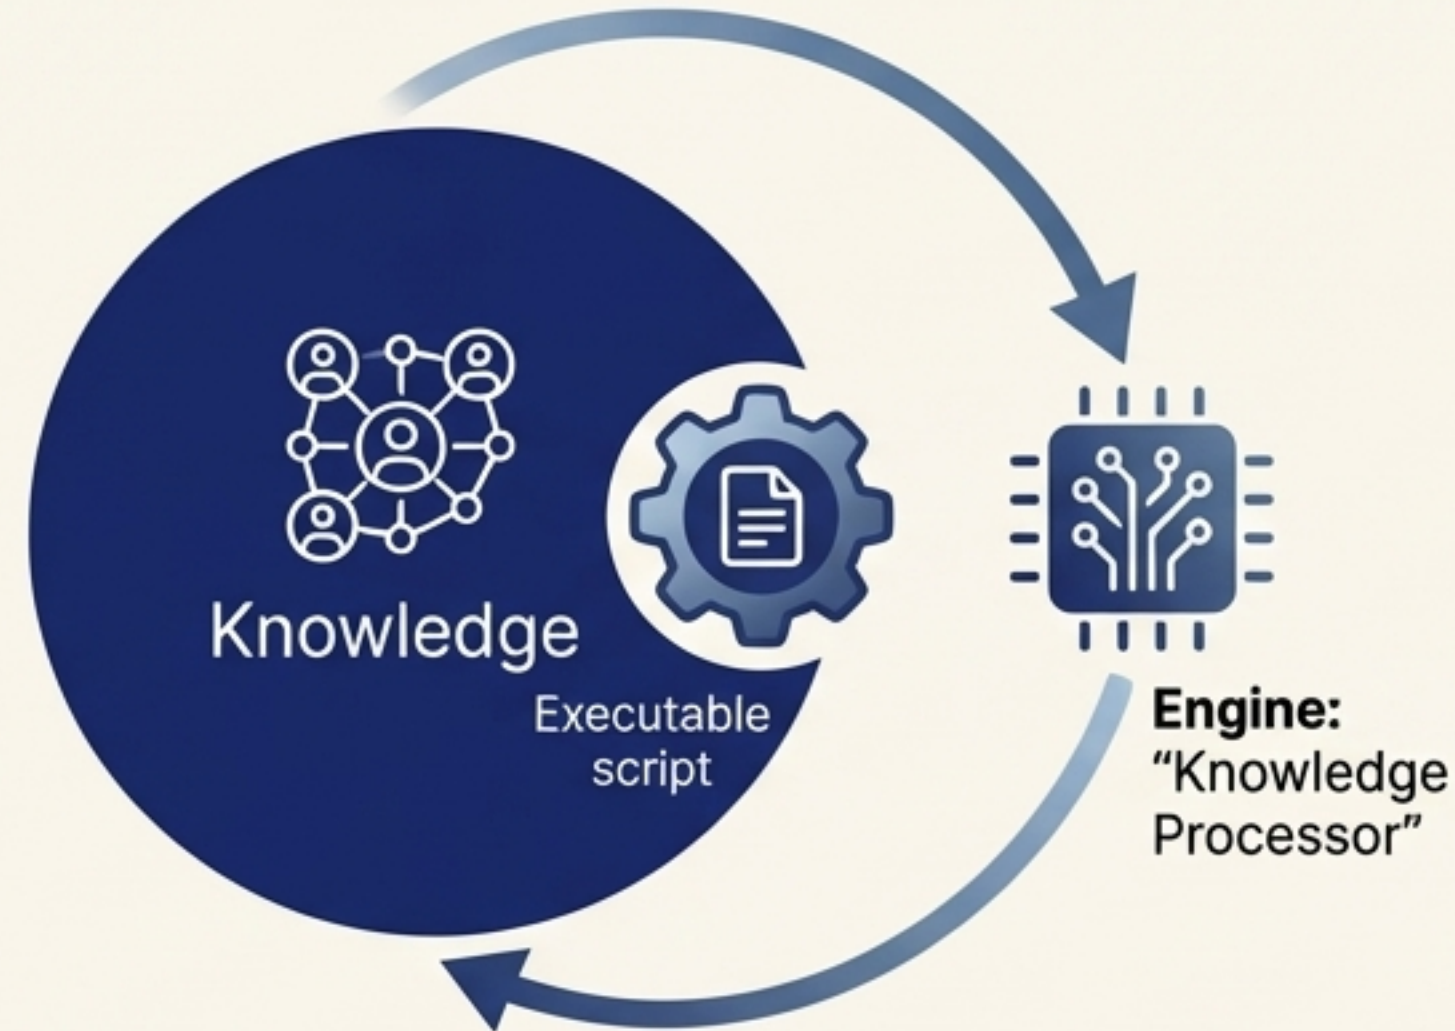 Knowledge
Executable
script
Engine:
“Knowledge
Processor”